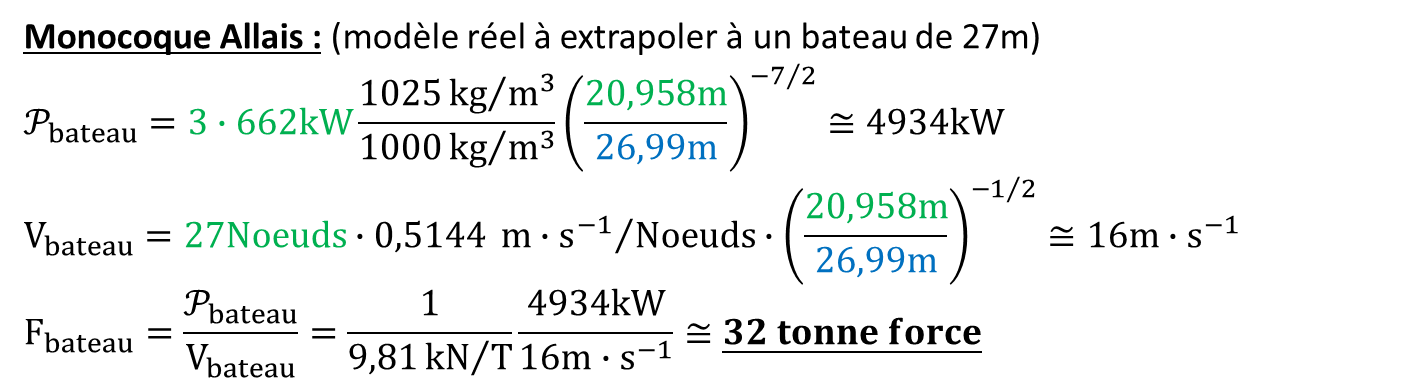 Monocoque Allais : (modèle réel à extrapoler à un bateau de 27m)
𝒫bateau = 3 · 662kW 1025 kg/m³ / 1000 kg/m³ (20,958m / 26,99m)^−7/2 ≅ 4934kW
Vbateau = 27Noeuds · 0,5144 m · s⁻¹/Noeuds · (20,958m / 26,99m)^−1/2 ≅ 16m · s⁻¹
Fbateau = 𝒫bateau / Vbateau = 1 / 9,81 kN/T 4934kW / 16m · s⁻¹ ≅ 32 tonne force